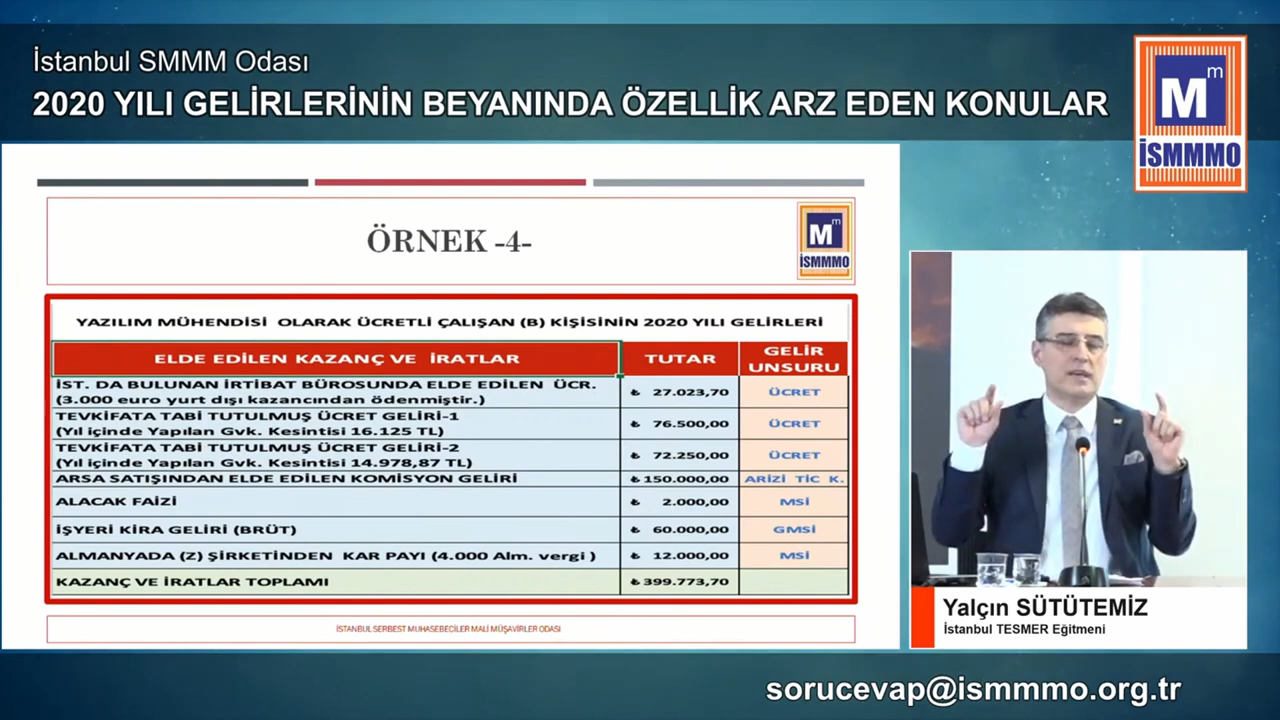 İstanbul SMMM Odası
2020 YILI GELİRLERİNİN BEYANINDA ÖZELLİK ARZ EDEN KONULAR
Mm
İSMMMO
ÖRNEK -4-
Mm
İSMMMO
YAZILIM MÜHENDİSİ OLARAK ÜCRETLİ ÇALIŞAN (B) KİŞİSİNİN 2020 YILI GELİRLERİ
ELDE EDİLEN KAZANÇ VE İRATLAR TUTAR GELİR UNSURU
İST. DA BULUNAN İRTİBAT BÜROSUNDA ELDE EDİLEN ÜCR.
(3.000 euro yurt dışı kazancından ödenmiştir.) ₺ 27.023,70 ÜCRET
TEVKİFATA TABİ TUTULMUŞ ÜCRET GELİRİ-1
(Yıl içinde Yapılan Gvk. Kesintisi 16.125 TL) ₺ 76.500,00 ÜCRET
TEVKİFATA TABİ TUTULMUŞ ÜCRET GELİRİ-2
(Yıl içinde Yapılan Gvk. Kesintisi 14.978,87 TL) ₺ 72.250,00 ÜCRET
ARSA SATIŞINDAN ELDE EDİLEN KOMİSYON GELİRİ ₺150.000,00 ARIZİ TİC K.
ALACAK FAİZİ ₺ 2.000,00 MSİ
İŞYERİ KİRA GELİRİ (BRÜT) ₺ 60.000,00 GMSİ
ALMANYADA (Z) ŞİRKETİNDEN KAR PAYI (4.000 Alm. vergi ) ₺ 12.000,00 MSİ
KAZANÇ VE İRATLAR TOPLAMI ₺399.773,70
İSTANBUL SERBEST MUHASEBECİLER MALİ MÜŞAVİRLER ODASI
Yalçın SÜTÜTEMİZ
İstanbul TESMER Eğitmeni
sorucevap@ismmmo.org.tr